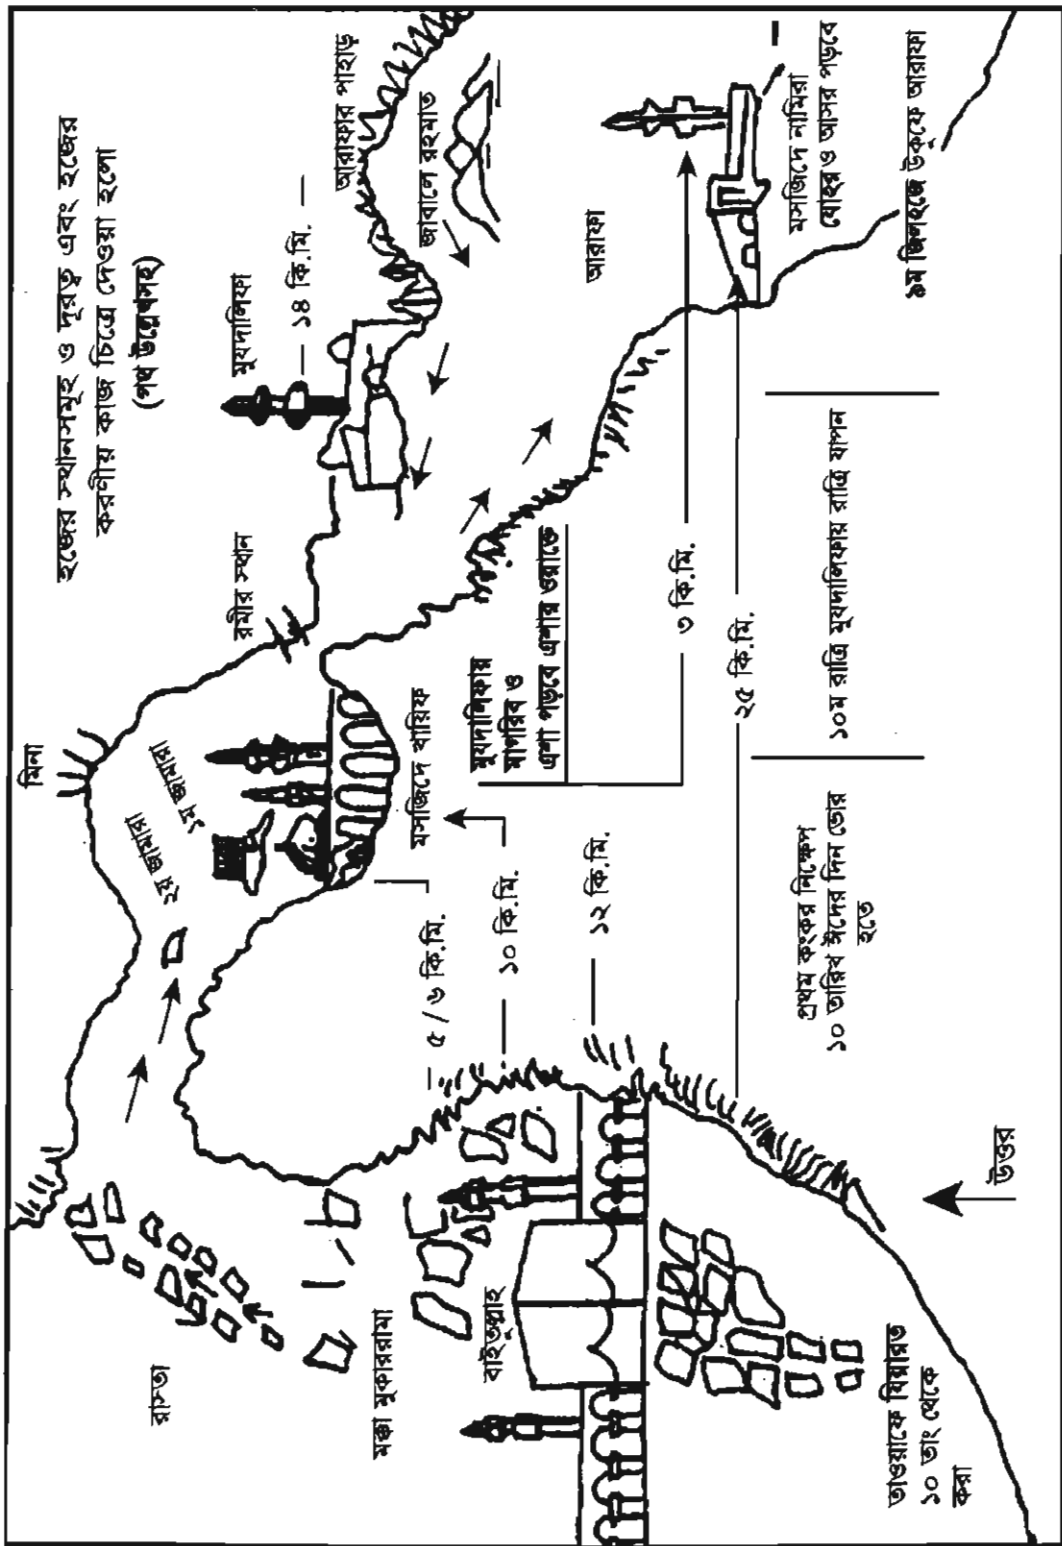 হজের স্থানসমূহ ও দূরত্ব এবং হজের
করণীয় কাজ চিত্রে দেওয়া হলো
(পথ উল্লেখসহ)
মিনা
রমীর স্থান
মুযদালিফা
— ১৪ কি.মি. —
আরাফার পাহাড়
জাবালে রহমাত
২য় জামারা
১ম জামারা
মসজিদে খায়িফ
মুযদালিফায়
মাগরিব ও
এশা পড়বে এশার ওয়াক্তে
আরাফা
মসজিদে নামিরা
যোহর ও আসর পড়বে
৯ম জিলহজে উকুফে আরাফা
রাস্তা
মক্কা মুকাররামা
বাইতুল্লাহ
— ৫/৬ কি.মি.
— ১০ কি.মি.
— ১২ কি.মি.
৩ কি.মি.
২৫ কি.মি.
তাওয়াফে যিয়ারত
১০ তাং থেকে
করা
উত্তর
প্রথম কংকর নিক্ষেপ
১০ তারিখ ঈদের দিন ভোর
হতে
১০ম রাত্রি মুযদালিফায় রাত্রি যাপন